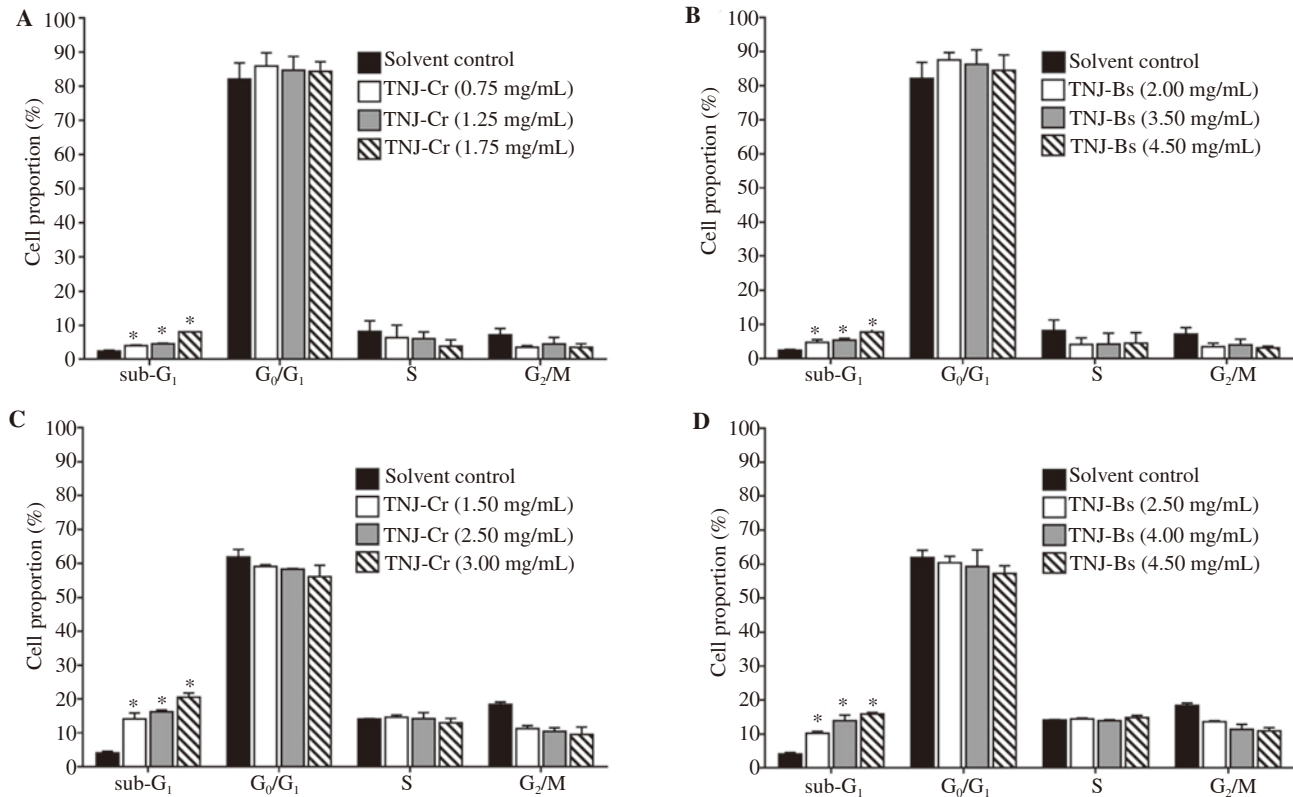 A
Cell proportion (%)
100
90
80
70
60
50
40
30
20
10
0
Solvent control
TNJ-Cr (0.75 mg/mL)
TNJ-Cr (1.25 mg/mL)
TNJ-Cr (1.75 mg/mL)
* * *
sub-G₁ G₀/G₁ S G₂/M
B
Cell proportion (%)
100
90
80
70
60
50
40
30
20
10
0
Solvent control
TNJ-Bs (2.00 mg/mL)
TNJ-Bs (3.50 mg/mL)
TNJ-Bs (4.50 mg/mL)
* * *
sub-G₁ G₀/G₁ S G₂/M
C
Cell proportion (%)
100
90
80
70
60
50
40
30
20
10
0
Solvent control
TNJ-Cr (1.50 mg/mL)
TNJ-Cr (2.50 mg/mL)
TNJ-Cr (3.00 mg/mL)
* * *
sub-G₁ G₀/G₁ S G₂/M
D
Cell proportion (%)
100
90
80
70
60
50
40
30
20
10
0
Solvent control
TNJ-Bs (2.50 mg/mL)
TNJ-Bs (4.00 mg/mL)
TNJ-Bs (4.50 mg/mL)
* * *
sub-G₁ G₀/G₁ S G₂/M